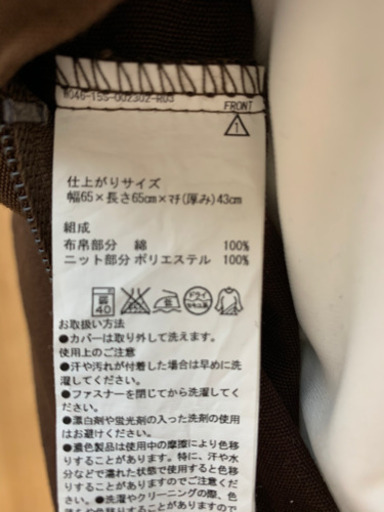 W046-15S-002302-R03
FRONT
1
仕上がりサイズ
幅65×長さ65cm×マチ(厚み)43cm
組成
布帛部分 綿 100%
ニット部分 ポリエステル 100%
40 ドライ
お取扱い方法
●カバーは取り外して洗えます。
使用上のご注意
●汗や汚れが付着した場合は早めに洗
濯してください。
●ファスナーを閉じてから洗濯してく
ださい。
●漂白剤や蛍光剤の入った洗剤の使用
はお避けください。
●濃色製品は使用中の摩擦により色移
りすることがあります。特に、汗や水
分などで濡れた状態で使用すると色移
りすることがありますのでご注意くだ
さい。●洗濯やクリーニングの際、色